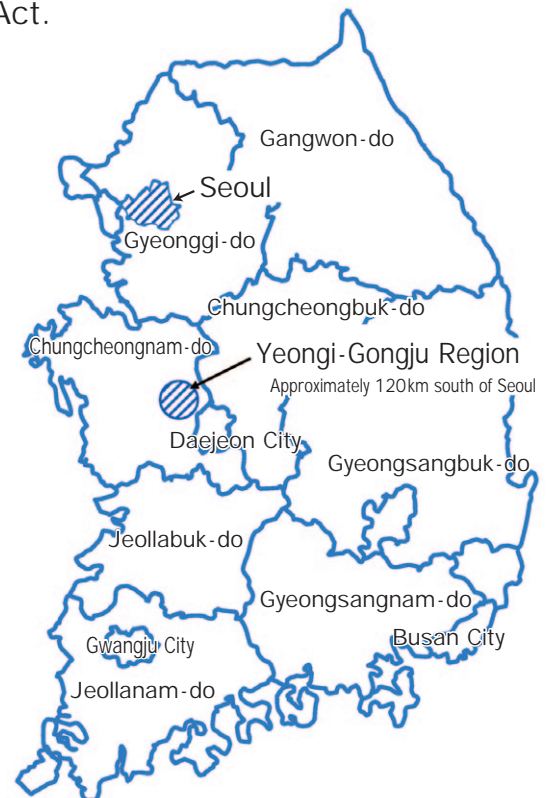 Act.
Gangwon-do
Seoul
Gyeonggi-do
Chungcheongbuk-do
Chungcheongnam-do
Yeongi-Gongju Region
Approximately 120km south of Seoul
Daejeon City
Gyeongsangbuk-do
Jeollabuk-do
Gyeongsangnam-do
Busan City
Gwangju City
Jeollanam-do